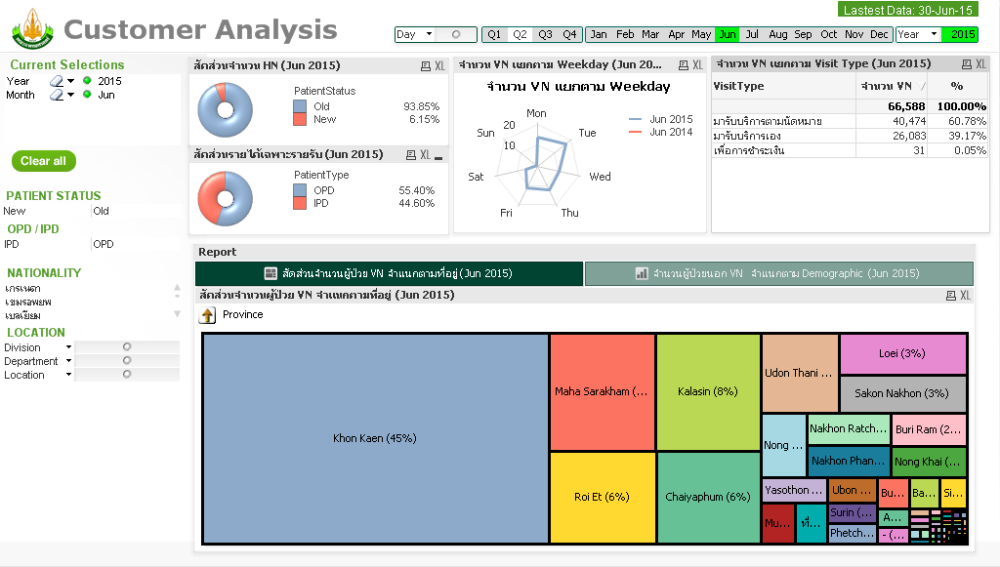 Lastest Data: 30-Jun-15
Customer Analysis
Day
Q1 Q2 Q3 Q4
Jan Feb Mar Apr May Jun Jul Aug Sep Oct Nov Dec
Year 2015
Current Selections
Year 2015
Month Jun
Clear all
PATIENT STATUS
New Old
OPD / IPD
IPD OPD
NATIONALITY
เกรเนดา
เขมรอพยพ
เบลเยียม
LOCATION
Division
Department
Location
สัดส่วนจำนวน HN (Jun 2015) XL
PatientStatus
Old 93.85%
New 6.15%
สัดส่วนรายได้เฉพาะรายรับ (Jun 2015) XL
PatientType
OPD 55.40%
IPD 44.60%
จำนวน VN แยกตาม Weekday (Jun 20... XL
จำนวน VN แยกตาม Weekday
Jun 2015
Jun 2014
Mon
Tue
Wed
Thu
Fri
Sat
Sun
20
10
จำนวน VN แยกตาม Visit Type (Jun 2015) XL
VisitType จำนวน VN %
66,588 100.00%
มารับบริการตามนัดหมาย 40,474 60.78%
มารับบริการเอง 26,083 39.17%
เพื่อการชำระเงิน 31 0.05%
Report
สัดส่วนจำนวนผู้ป่วย VN จำแนกตามที่อยู่ (Jun 2015)
จำนวนผู้ป่วยนอก VN จำแนกตาม Demographic (Jun 2015)
สัดส่วนจำนวนผู้ป่วย VN จำแนกตามที่อยู่ (Jun 2015) XL
Province
Khon Kaen (45%)
Maha Sarakham (...
Kalasin (8%)
Roi Et (6%)
Chaiyaphum (6%)
Udon Thani ...
Loei (3%)
Sakon Nakhon (3%)
Nong ...
Nakhon Ratch...
Buri Ram (2...
Nakhon Phan...
Nong Khai (...
Yasothon ...
Ubon ...
Bu...
Ba...
Si...
Mu...
ที่...
Surin (...
Phetch...
A...
- (...